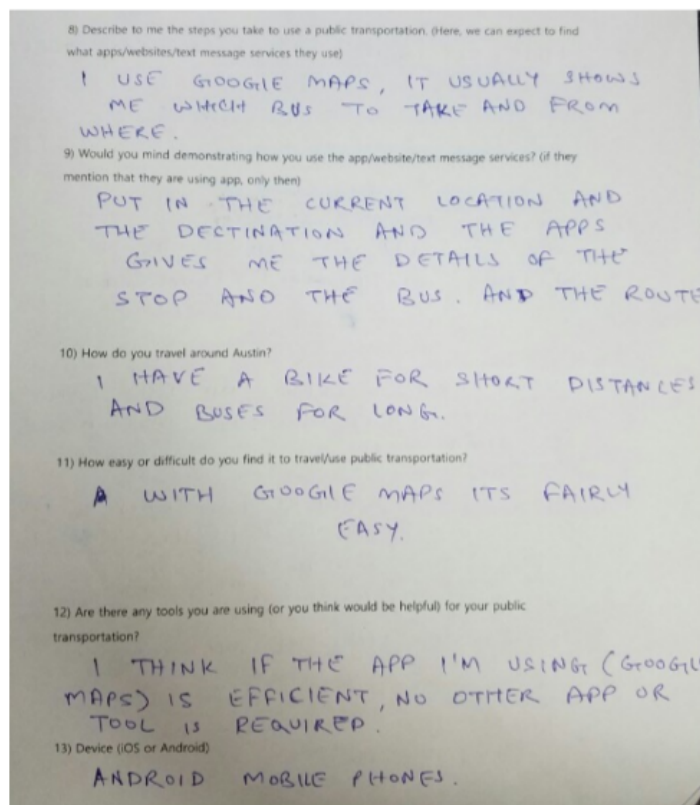 8) Describe to me the steps you take to use a public transportation. (Here, we can expect to find
what apps/websites/text message services they use)
I USE GOOGLE MAPS, IT USUALLY SHOWS
ME WHICH BUS TO TAKE AND FROM
WHERE.
9) Would you mind demonstrating how you use the app/website/text message services? (if they
mention that they are using app, only then)
PUT IN THE CURRENT LOCATION AND
THE DECTINATION AND THE APPS
GIVES ME THE DETAILS OF THE
STOP AND THE BUS. AND THE ROUTE
10) How do you travel around Austin?
I HAVE A BIKE FOR SHORT DISTANCES
AND BUSES FOR LONG.
11) How easy or difficult do you find it to travel/use public transportation?
A WITH GOOGLE MAPS ITS FAIRLY
EASY.
12) Are there any tools you are using (or you think would be helpful) for your public
transportation?
I THINK IF THE APP I'M USING (GOOGL
MAPS) IS EFFICIENT, NO OTHER APP OR
TOOL IS REQUIRED.
13) Device (iOS or Android)
ANDROID MOBILE PHONES.